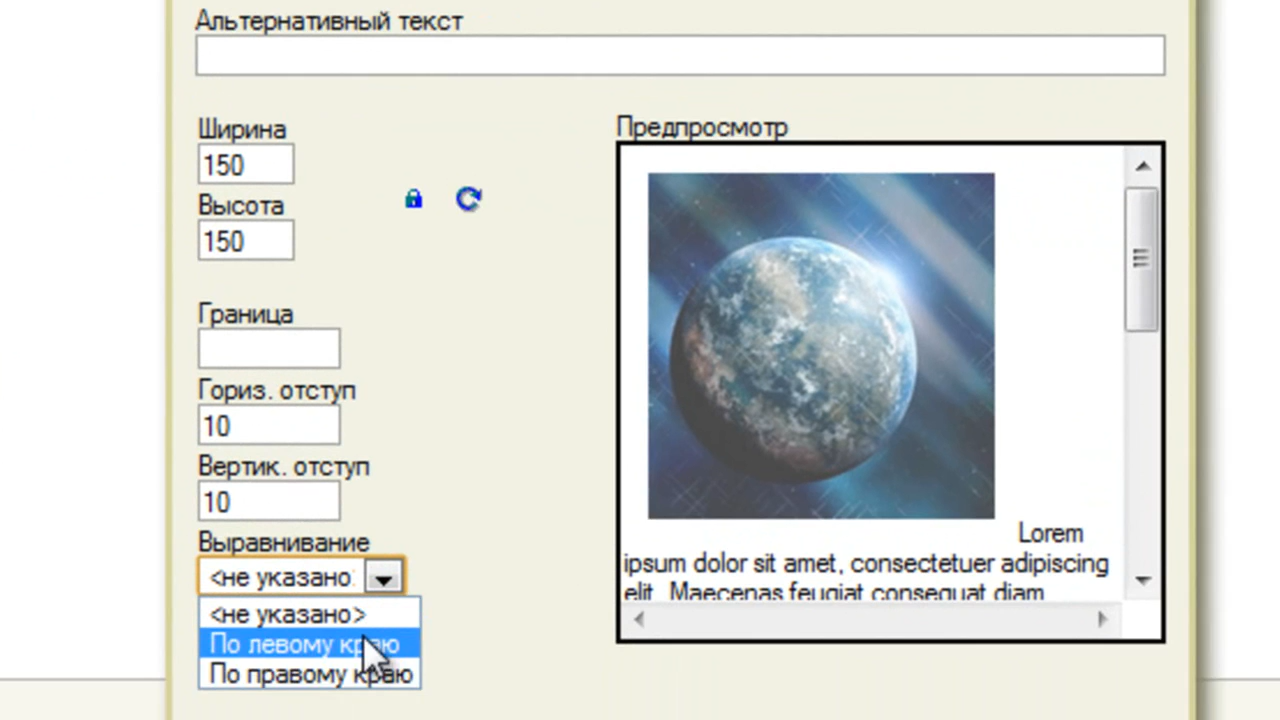 Альтернативный текст
Ширина
150
Высота
150
Граница
Гориз. отступ
10
Вертик. отступ
10
Выравнивание
<не указано
<не указано>
По левому краю
По правому краю
Предпросмотр
Lorem
ipsum dolor sit amet, consectetuer adipiscing
elit. Maecenas feugiat consequat diam.